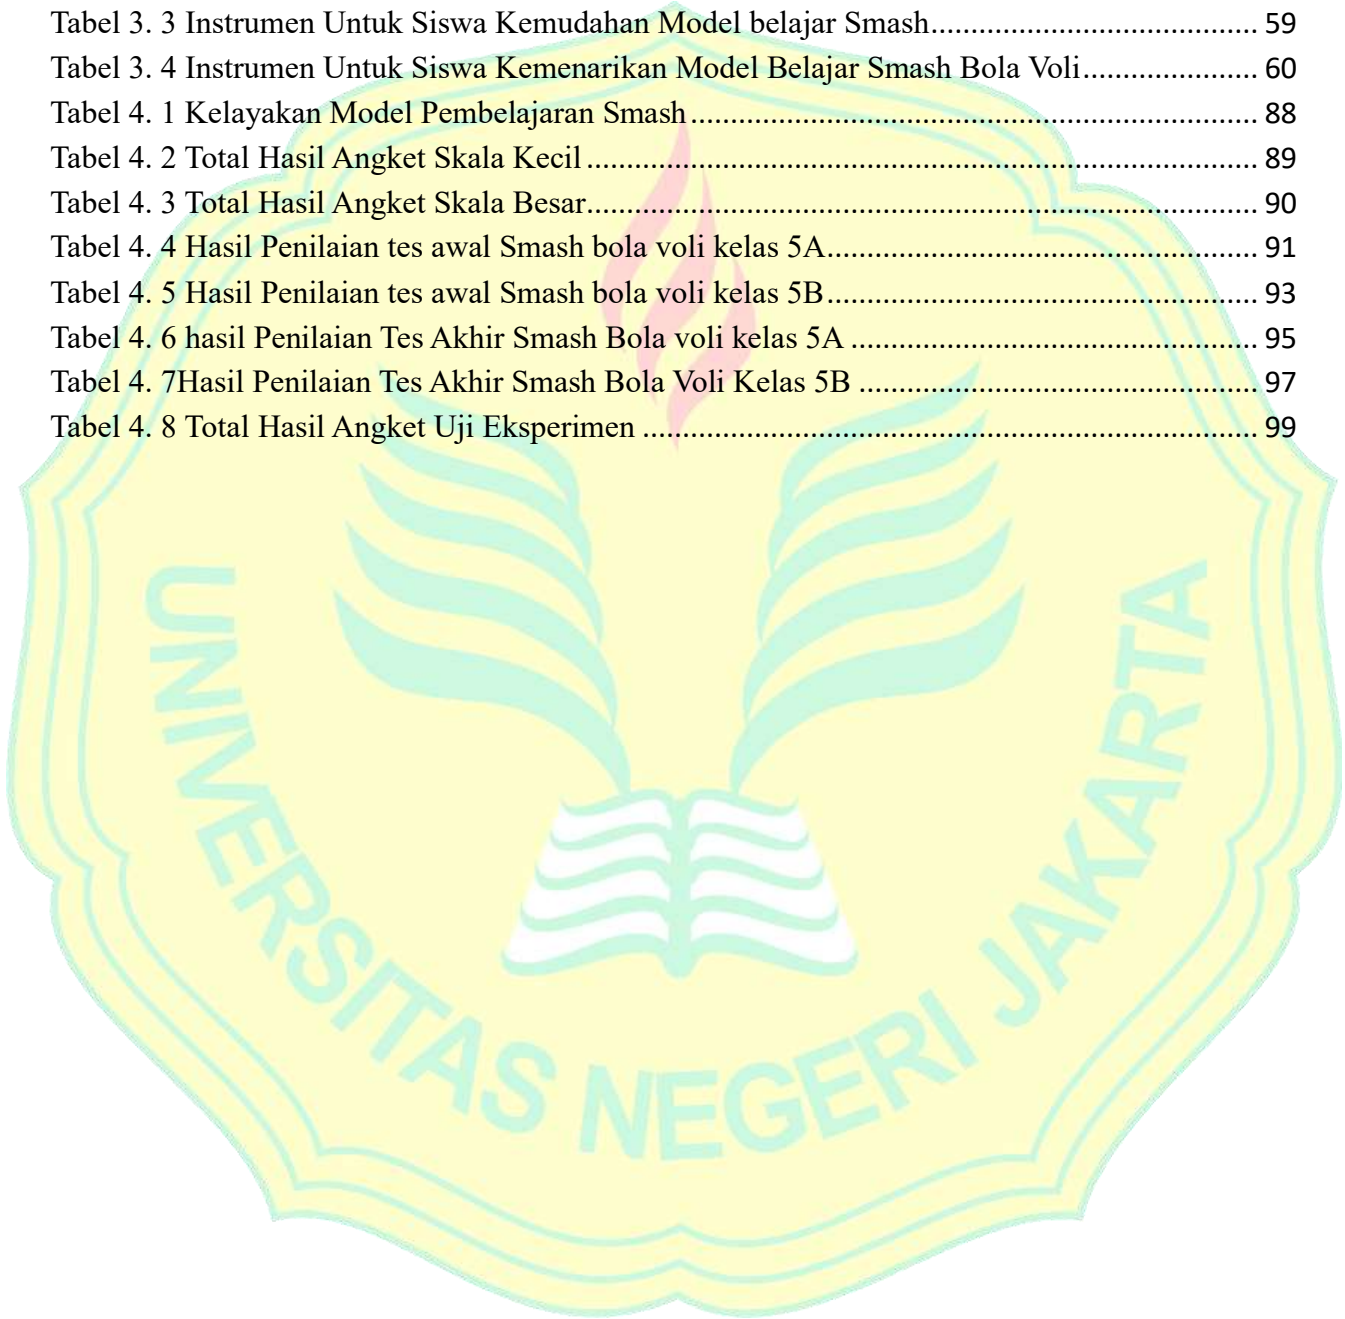 Tabel 3. 3 Instrumen Untuk Siswa Kemudahan Model belajar Smash........................................ 59
Tabel 3. 4 Instrumen Untuk Siswa Kemenarikan Model Belajar Smash Bola Voli..................... 60
Tabel 4. 1 Kelayakan Model Pembelajaran Smash ...................................................................... 88
Tabel 4. 2 Total Hasil Angket Skala Kecil ................................................................................... 89
Tabel 4. 3 Total Hasil Angket Skala Besar................................................................................... 90
Tabel 4. 4 Hasil Penilaian tes awal Smash bola voli kelas 5A..................................................... 91
Tabel 4. 5 Hasil Penilaian tes awal Smash bola voli kelas 5B..................................................... 93
Tabel 4. 6 hasil Penilaian Tes Akhir Smash Bola voli kelas 5A .................................................. 95
Tabel 4. 7Hasil Penilaian Tes Akhir Smash Bola Voli Kelas 5B ................................................. 97
Tabel 4. 8 Total Hasil Angket Uji Eksperimen ............................................................................ 99
UNIVERSITAS NEGERI JAKARTA